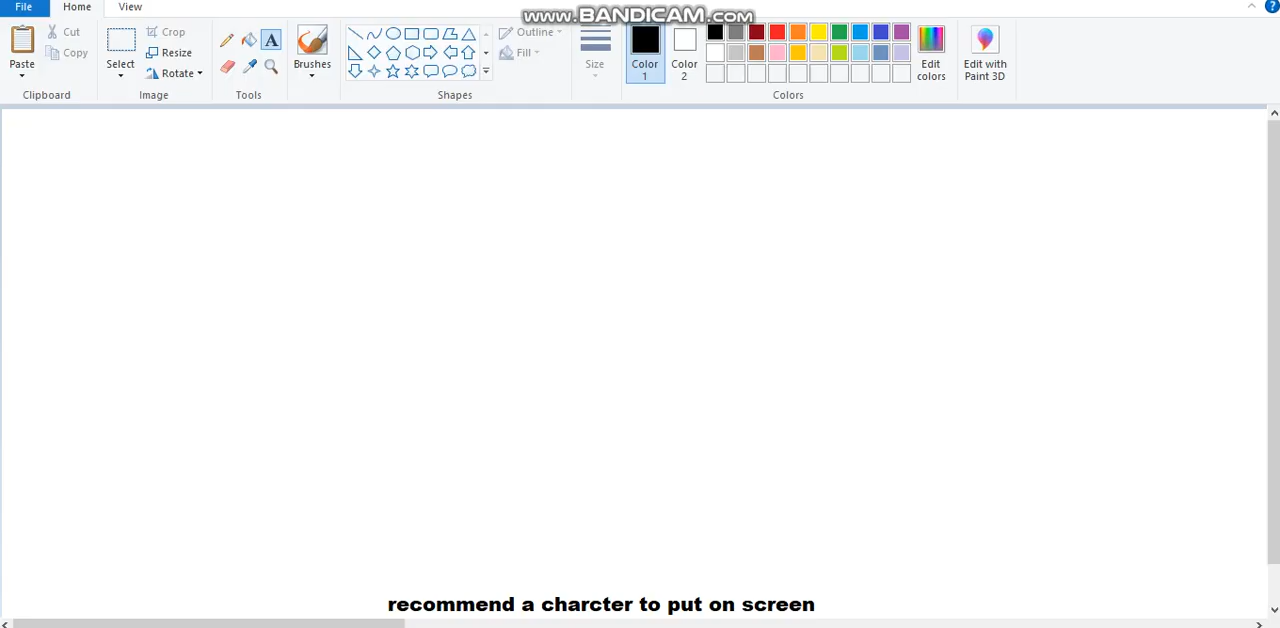 File Home View
www.BANDICAM.com
Paste
Cut
Copy
Clipboard
Select
Crop
Resize
Rotate
Image
A
Tools
Brushes
Outline
Fill
Shapes
Size
Color
1
Color
2
Edit
colors
Colors
Edit with
Paint 3D
?
recommend a charcter to put on screen